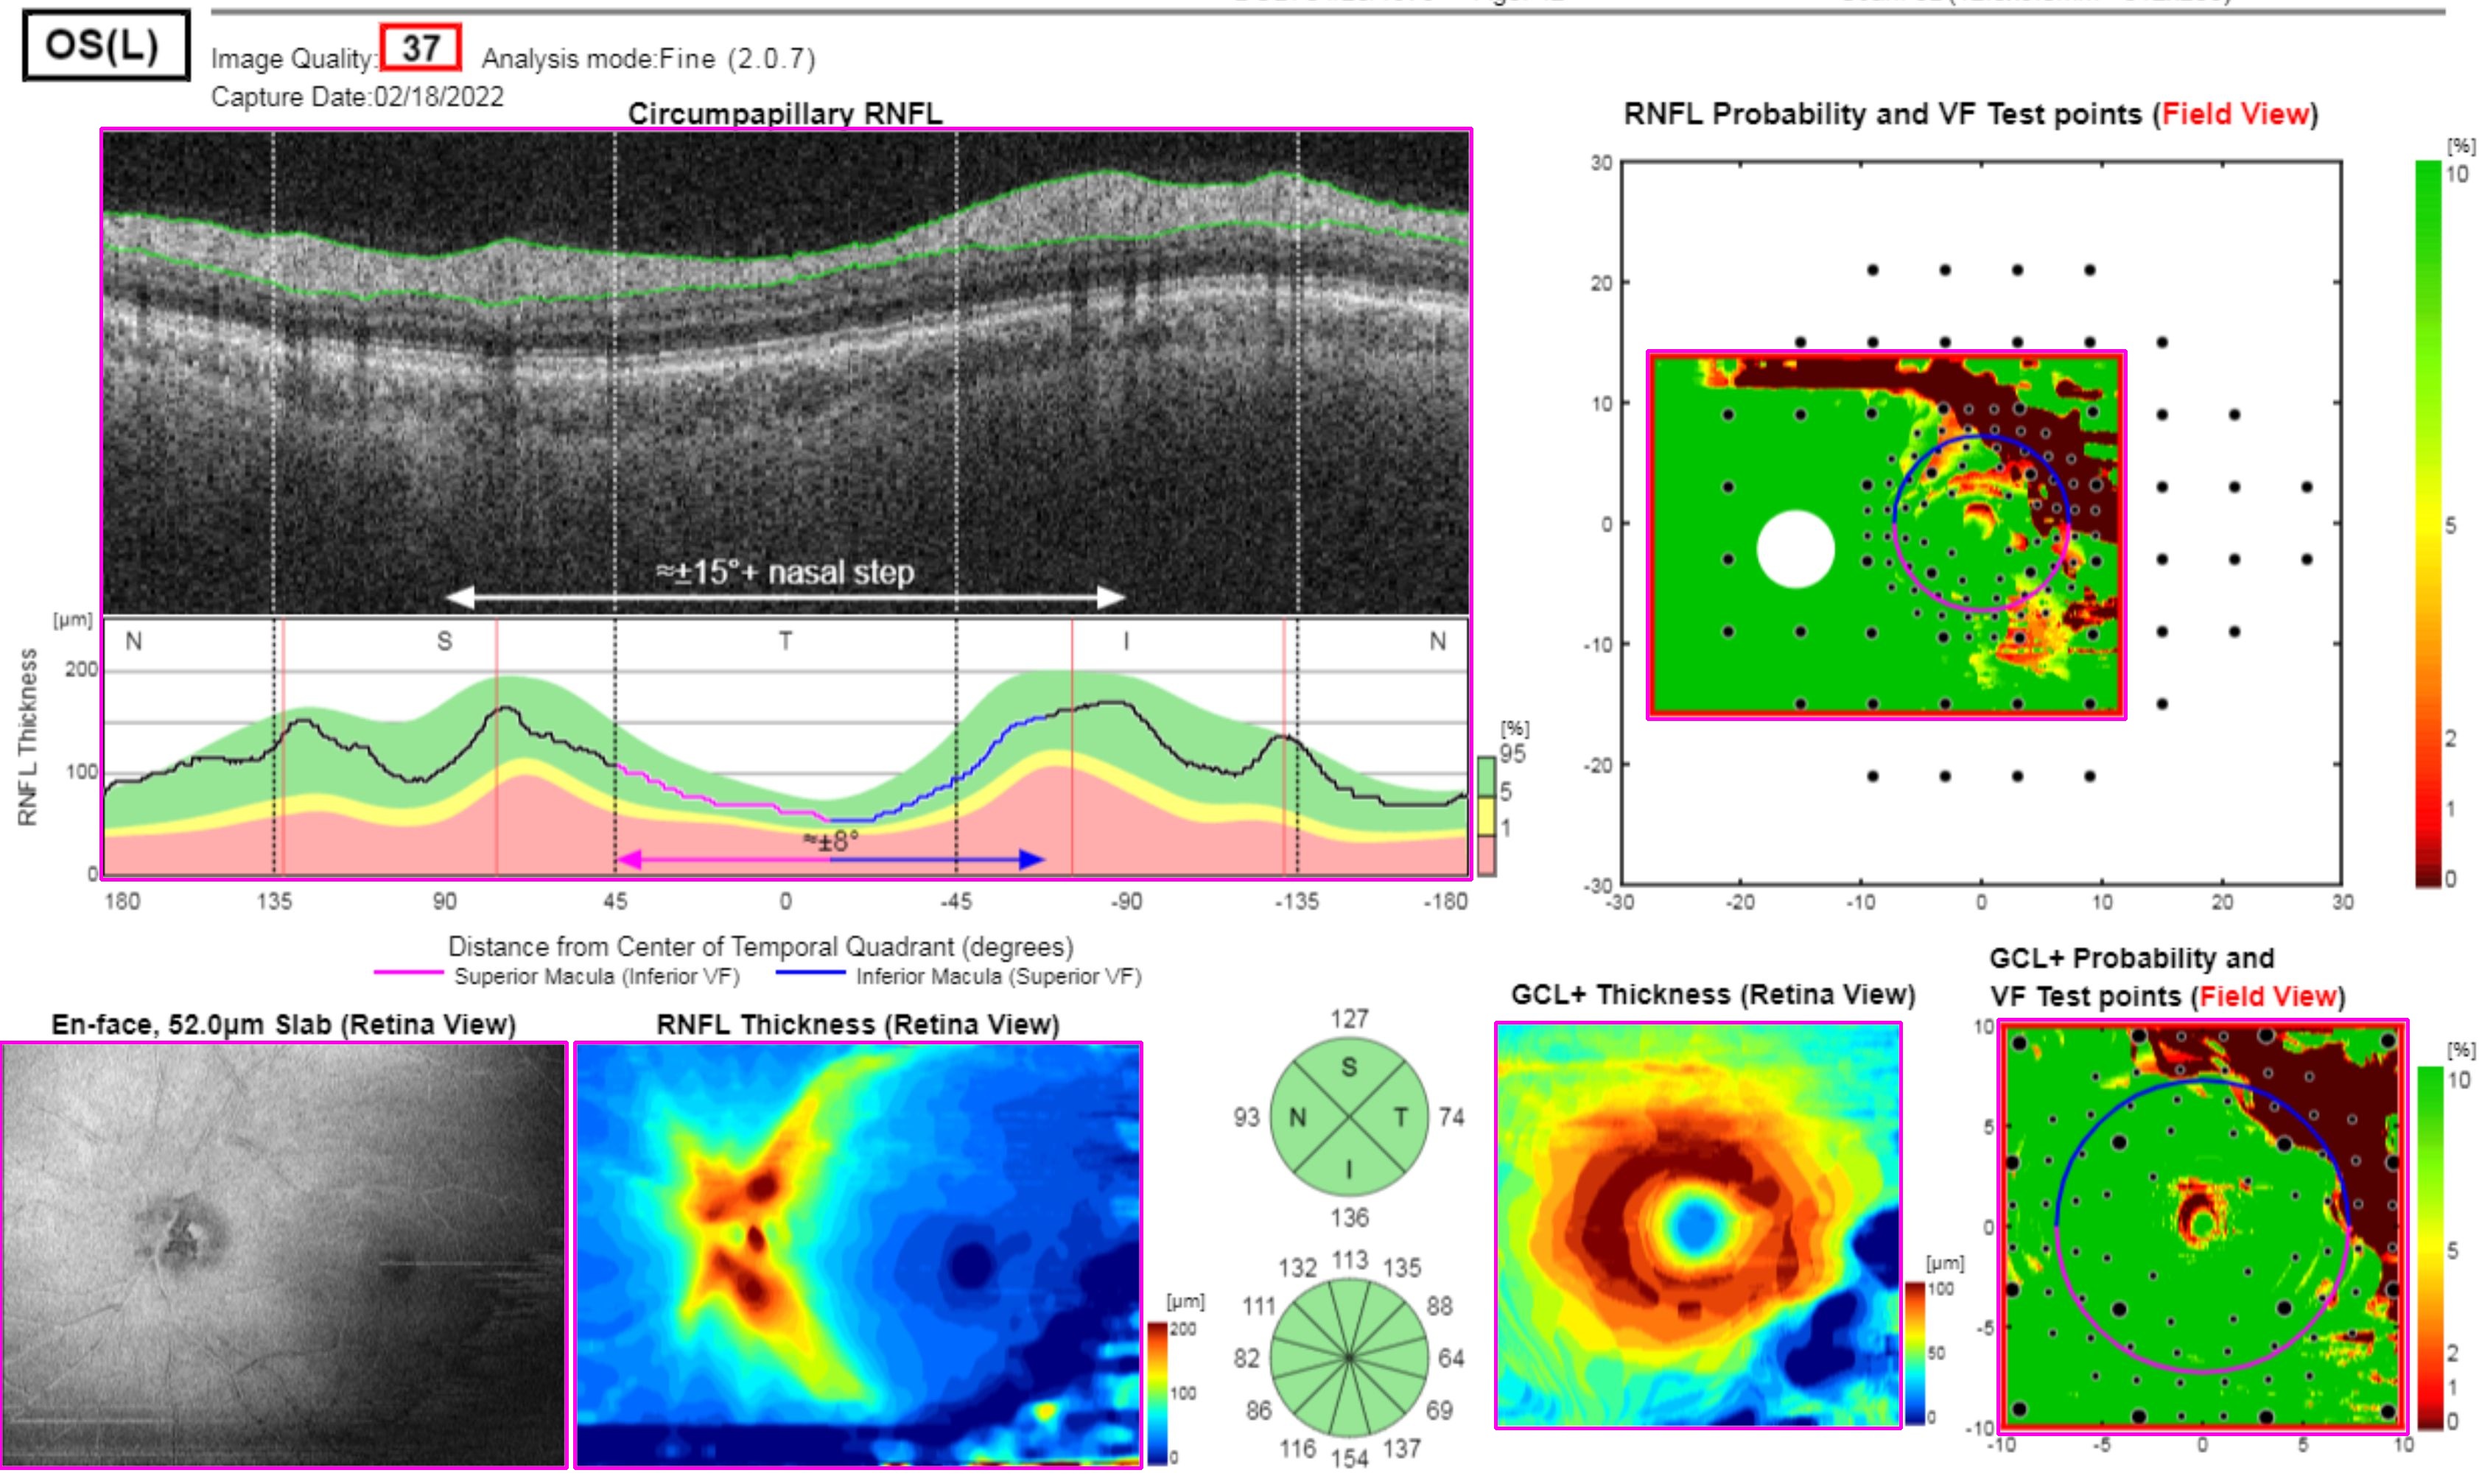 OS(L)
Image Quality: 37 Analysis mode:Fine (2.0.7)
Capture Date:02/18/2022
Circumpapillary RNFL
≈±15°+ nasal step
[µm]
RNFL Thickness
N S T I N
200
100
0
≈±8°
180 135 90 45 0 -45 -90 -135 -180
Distance from Center of Temporal Quadrant (degrees)
Superior Macula (Inferior VF) Inferior Macula (Superior VF)
[%]
95
5
1
RNFL Probability and VF Test points (Field View)
30
20
10
0
-10
-20
-30
-30 -20 -10 0 10 20 30
[%]
10
5
2
1
0
En-face, 52.0µm Slab (Retina View)
RNFL Thickness (Retina View)
[µm]
200
100
0
127
S
93 N T 74
I
136
132 113 135
111 88
82 64
86 69
116 154 137
GCL+ Thickness (Retina View)
[µm]
100
50
0
GCL+ Probability and
VF Test points (Field View)
10
5
0
-5
-10
-10 -5 0 5 10
[%]
10
5
2
1
0